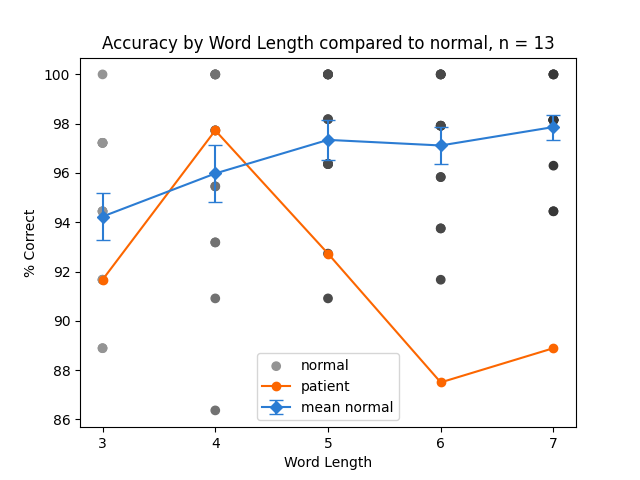 Accuracy by Word Length compared to normal, n = 13
100
98
96
94
92
90
88
86
% Correct
normal
patient
mean normal
3 4 5 6 7
Word Length